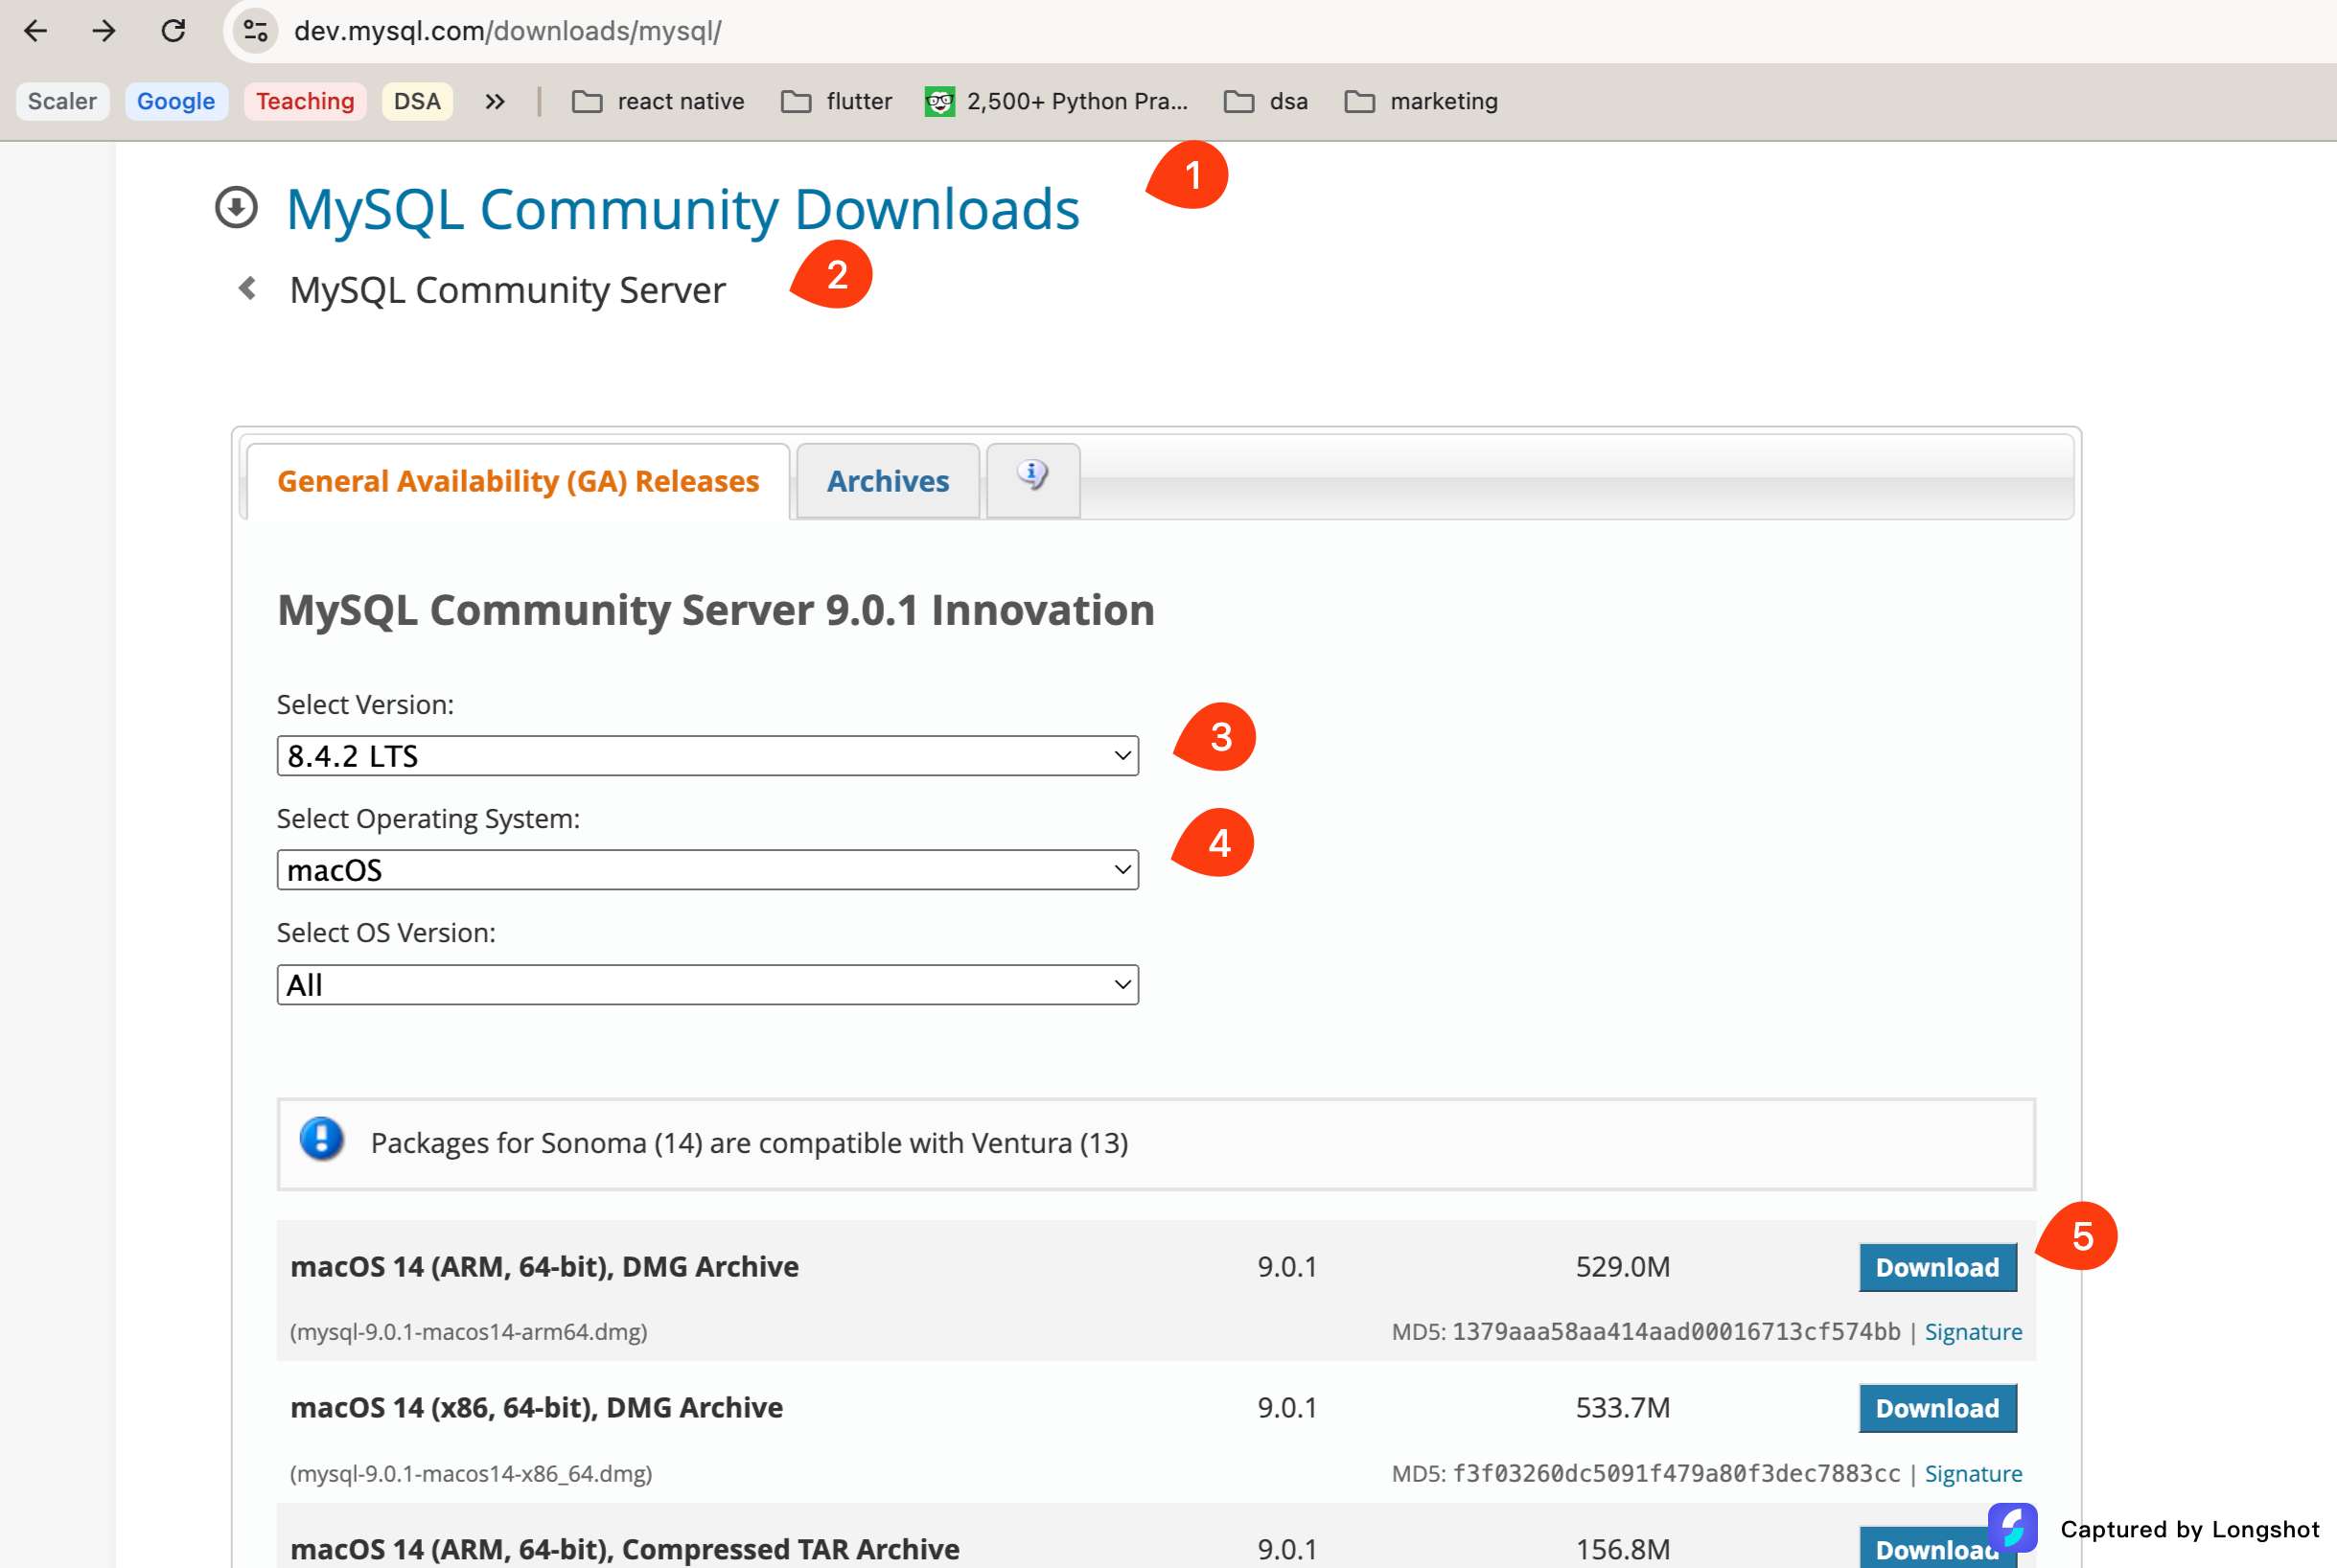 dev.mysql.com/downloads/mysql/
Scaler Google Teaching DSA » react native flutter 2,500+ Python Pra... dsa marketing
1
MySQL Community Downloads
2
MySQL Community Server
General Availability (GA) Releases Archives
MySQL Community Server 9.0.1 Innovation
Select Version:
3
8.4.2 LTS
Select Operating System:
4
macOS
Select OS Version:
All
Packages for Sonoma (14) are compatible with Ventura (13)
5
macOS 14 (ARM, 64-bit), DMG Archive 9.0.1 529.0M Download
(mysql-9.0.1-macos14-arm64.dmg) MD5: 1379aaa58aa414aad00016713cf574bb | Signature
macOS 14 (x86, 64-bit), DMG Archive 9.0.1 533.7M Download
(mysql-9.0.1-macos14-x86_64.dmg) MD5: f3f03260dc5091f479a80f3dec7883cc | Signature
macOS 14 (ARM, 64-bit), Compressed TAR Archive 9.0.1 156.8M Download
Captured by Longshot